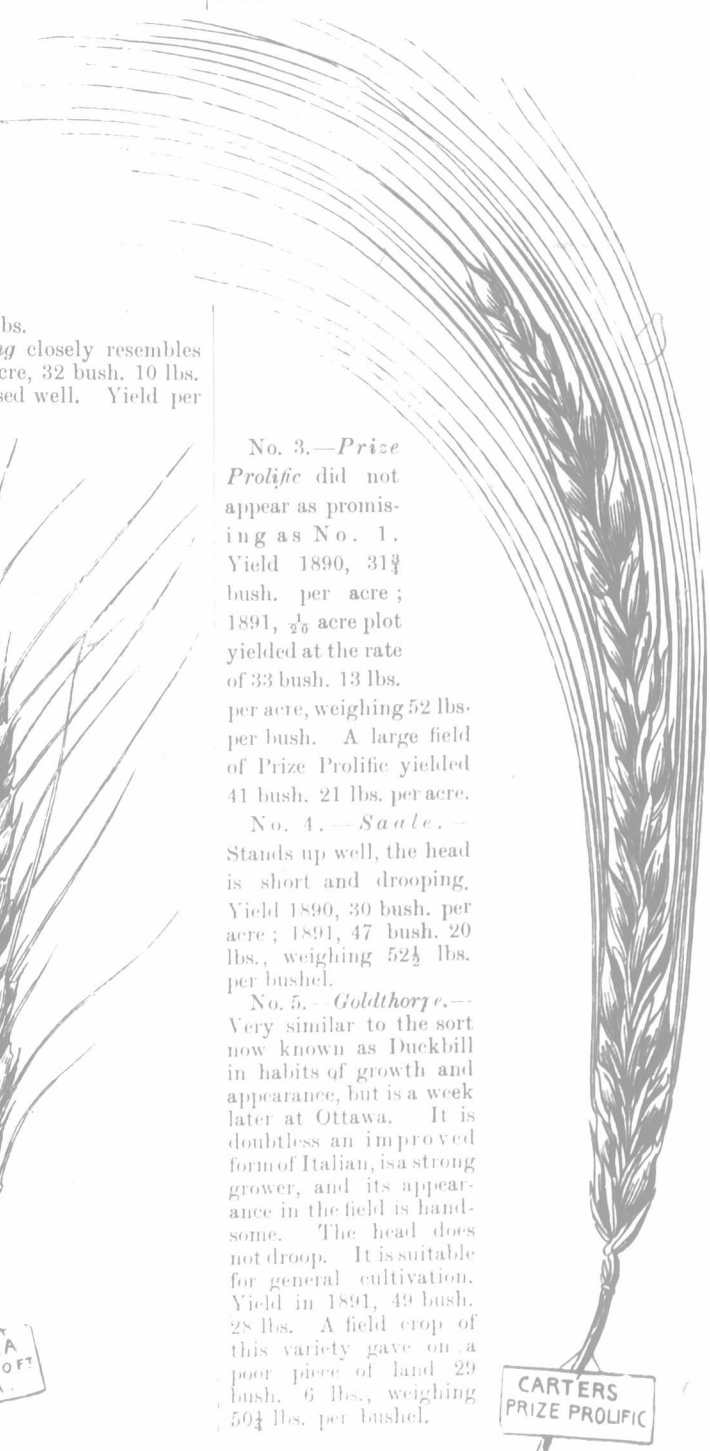 lbs.
ng closely resembles
cre, 32 bush. 10 lbs.
sed well. Yield per
No. 3.—Prize
Prolific did not
appear as promis-
ing as No. 1.
Yield 1890, 31¾
bush. per acre ;
1891, 1/20 acre plot
yielded at the rate
of 33 bush. 13 lbs.
per acre, weighing 52 lbs.
per bush. A large field
of Prize Prolific yielded
41 bush. 21 lbs. per acre.
No. 4.—Saale.—
Stands up well, the head
is short and drooping.
Yield 1890, 30 bush. per
acre ; 1891, 47 bush. 20
lbs., weighing 52½ lbs.
per bushel.
No. 5.—Goldthorpe.—
Very similar to the sort
now known as Duckbill
in habits of growth and
appearance, but is a week
later at Ottawa. It is
doubtless an improved
form of Italian, is a strong
grower, and its appear-
ance in the field is hand-
some. The head does
not droop. It is suitable
for general cultivation.
Yield in 1891, 49 bush.
28 lbs. A field crop of
this variety gave on a
poor piece of land 29
bush. 6 lbs., weighing
50¼ lbs. per bushel.
A
OFT
CARTERS
PRIZE PROLIFIC